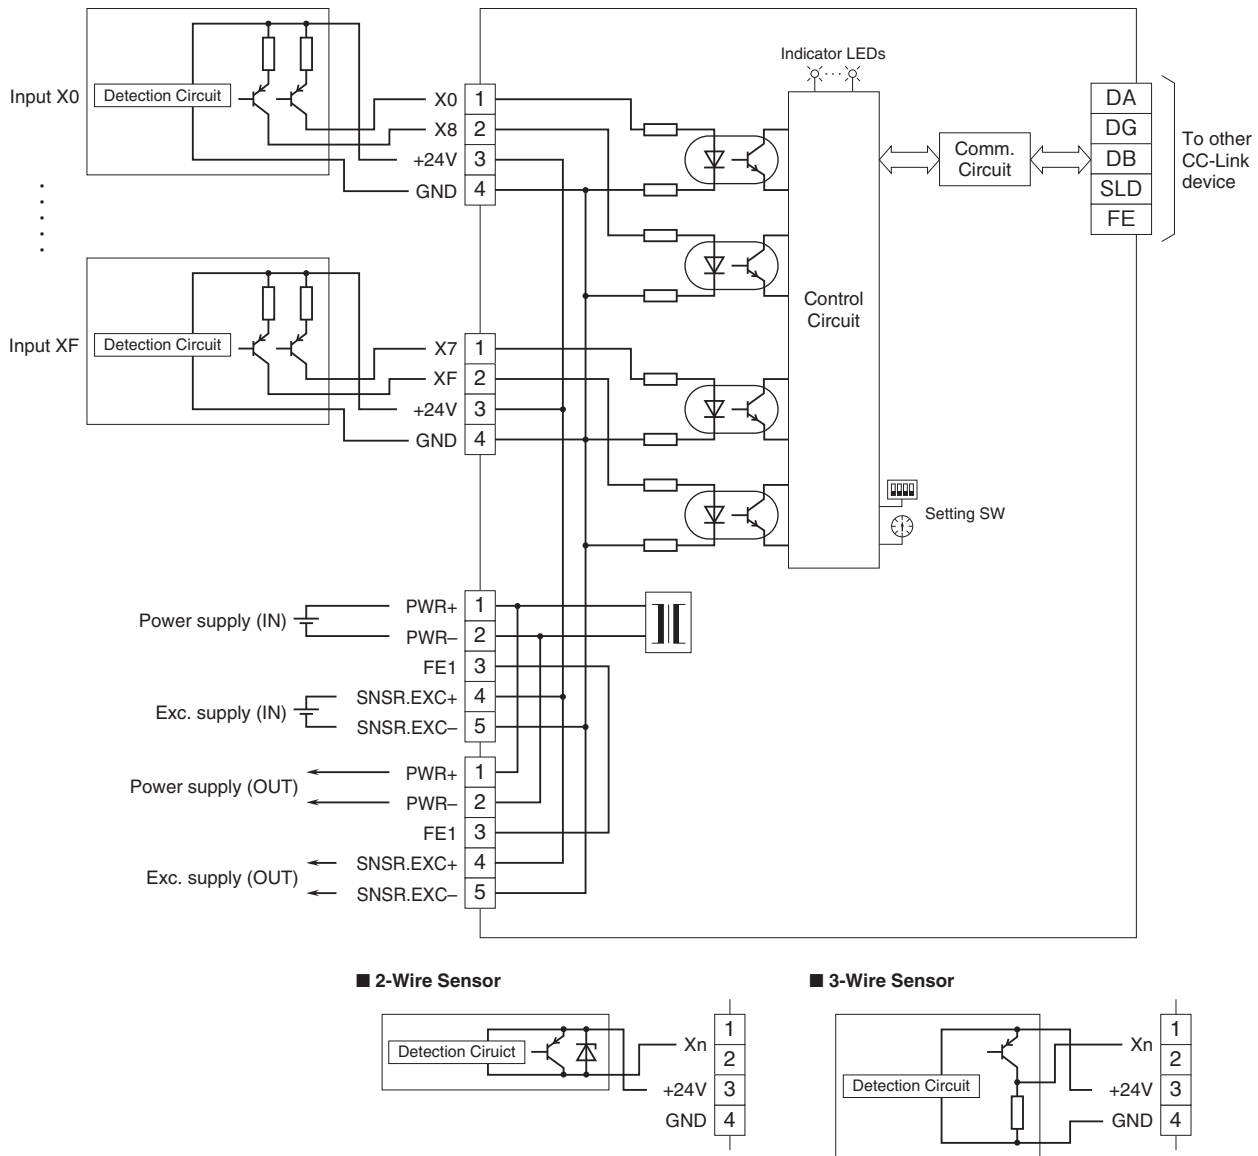 Indicator LEDs
Input X0
Detection Circuit
X0 1
X8 2
+24V 3
GND 4
Comm.
Circuit
DA
DG
DB
SLD
FE
To other
CC-Link
device
Control
Circuit
Input XF
Detection Circuit
X7 1
XF 2
+24V 3
GND 4
Setting SW
Power supply (IN)
PWR+ 1
PWR– 2
FE1 3
Exc. supply (IN)
SNSR.EXC+ 4
SNSR.EXC– 5
Power supply (OUT)
PWR+ 1
PWR– 2
FE1 3
Exc. supply (OUT)
SNSR.EXC+ 4
SNSR.EXC– 5
■ 2-Wire Sensor
Detection Ciruict
Xn
1
2
+24V 3
GND 4
■ 3-Wire Sensor
Detection Circuit
Xn
1
2
+24V 3
GND 4